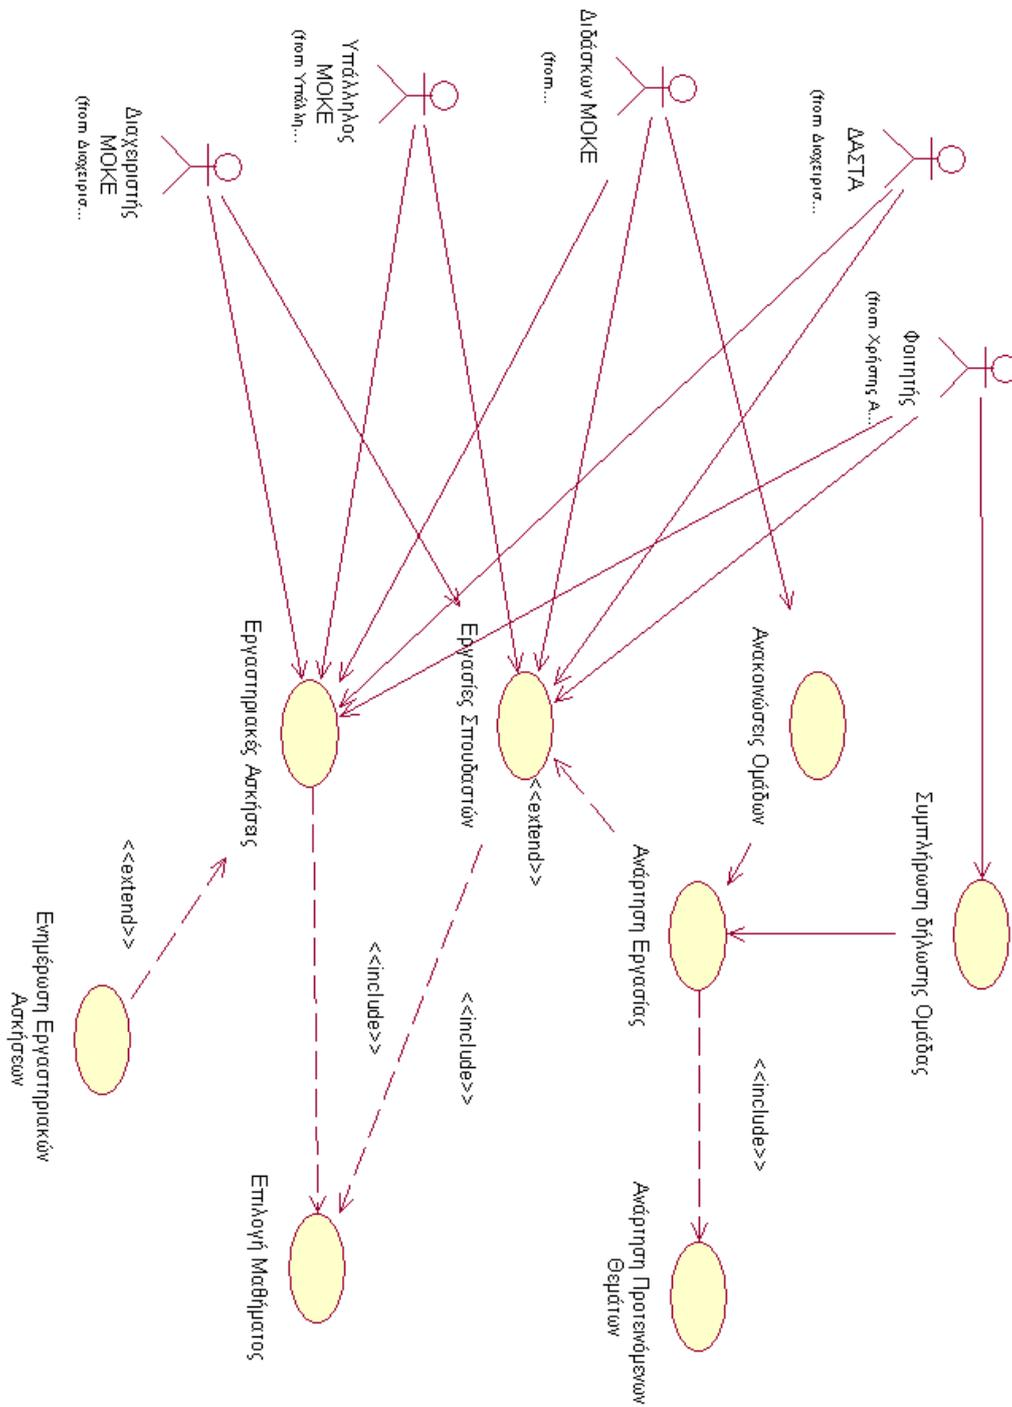 Φοιτητής
(from Χρήστης Α...
ΔΑΣΤΑ
(from Διαχειρισ...
Διδάσκων ΜΟΚΕ
(from...
Υπάλληλος
ΜΟΚΕ
(from Υπάλλη...
Διαχειριστής
ΜΟΚΕ
(from Διαχειρισ...
Συμπλήρωση δήλωσης Ομάδας
Ανακοινώσεις Ομάδων
Ανάρτηση Εργασίας
<<include>>
Ανάρτηση Προτεινόμενων
Θεμάτων
<<extend>>
Εργασίες Σπουδαστών
<<include>>
<<include>>
Εργαστηριακές Ασκήσεις
Επιλογή Μαθήματος
<<extend>>
Ενημέρωση Εργαστηριακών
Ασκήσεων